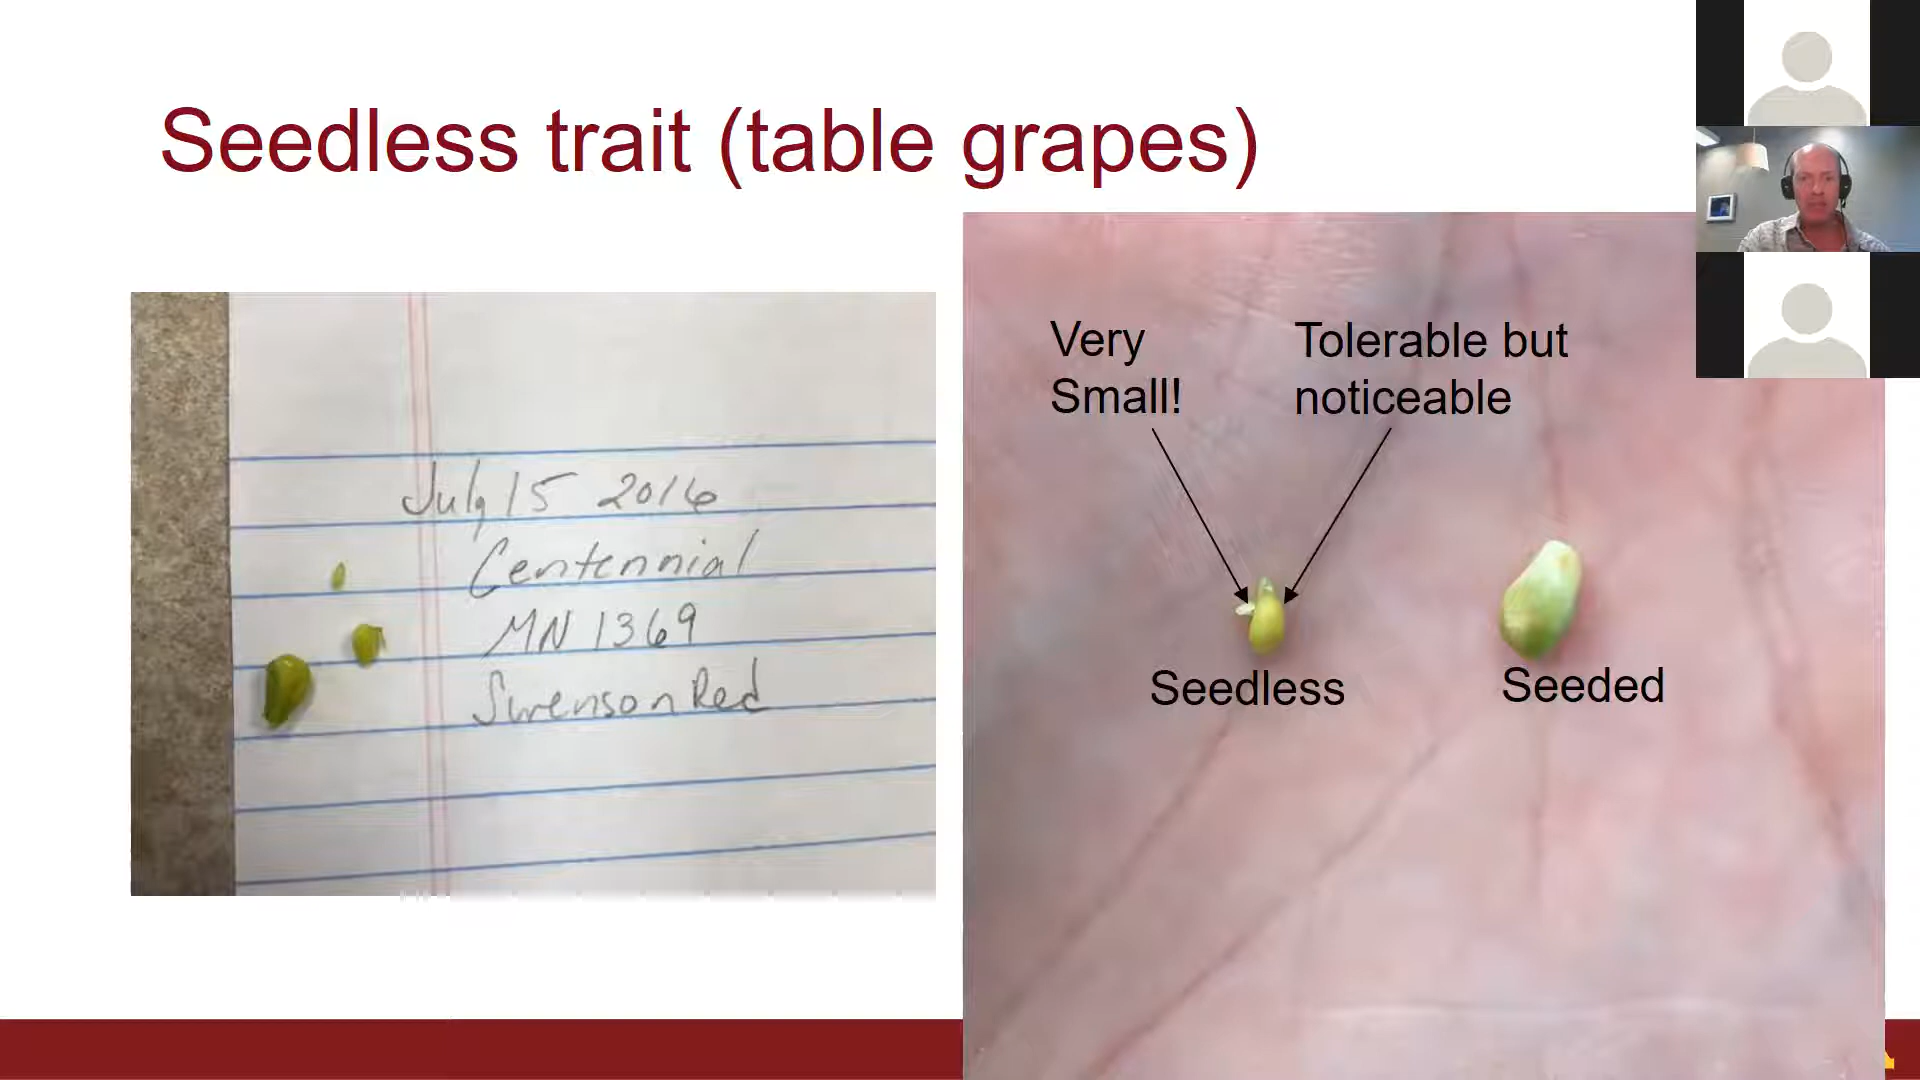 Seedless trait (table grapes)
July 15 2016
Centennial
MN 1369
Swenson Red
Very
Small!
Tolerable but
noticeable
Seedless
Seeded